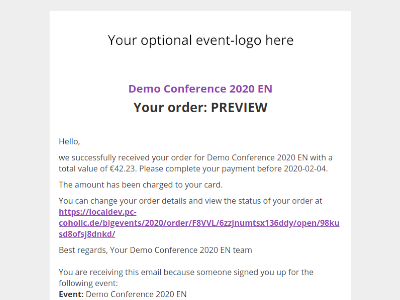 Your optional event-logo here
Demo Conference 2020 EN
Your order: PREVIEW
Hello,
we successfully received your order for Demo Conference 2020 EN with a
total value of €42.23. Please complete your payment before 2020-02-04.
The amount has been charged to your card.
You can change your order details and view the status of your order at
https://localdev.pc-
coholic.de/bigevents/2020/order/F8VVL/6zzjnumtsx136ddy/open/98ku
sd8ofsj8dnkd/
Best regards, Your Demo Conference 2020 EN team
You are receiving this email because someone signed you up for the
following event:
Event: Demo Conference 2020 EN